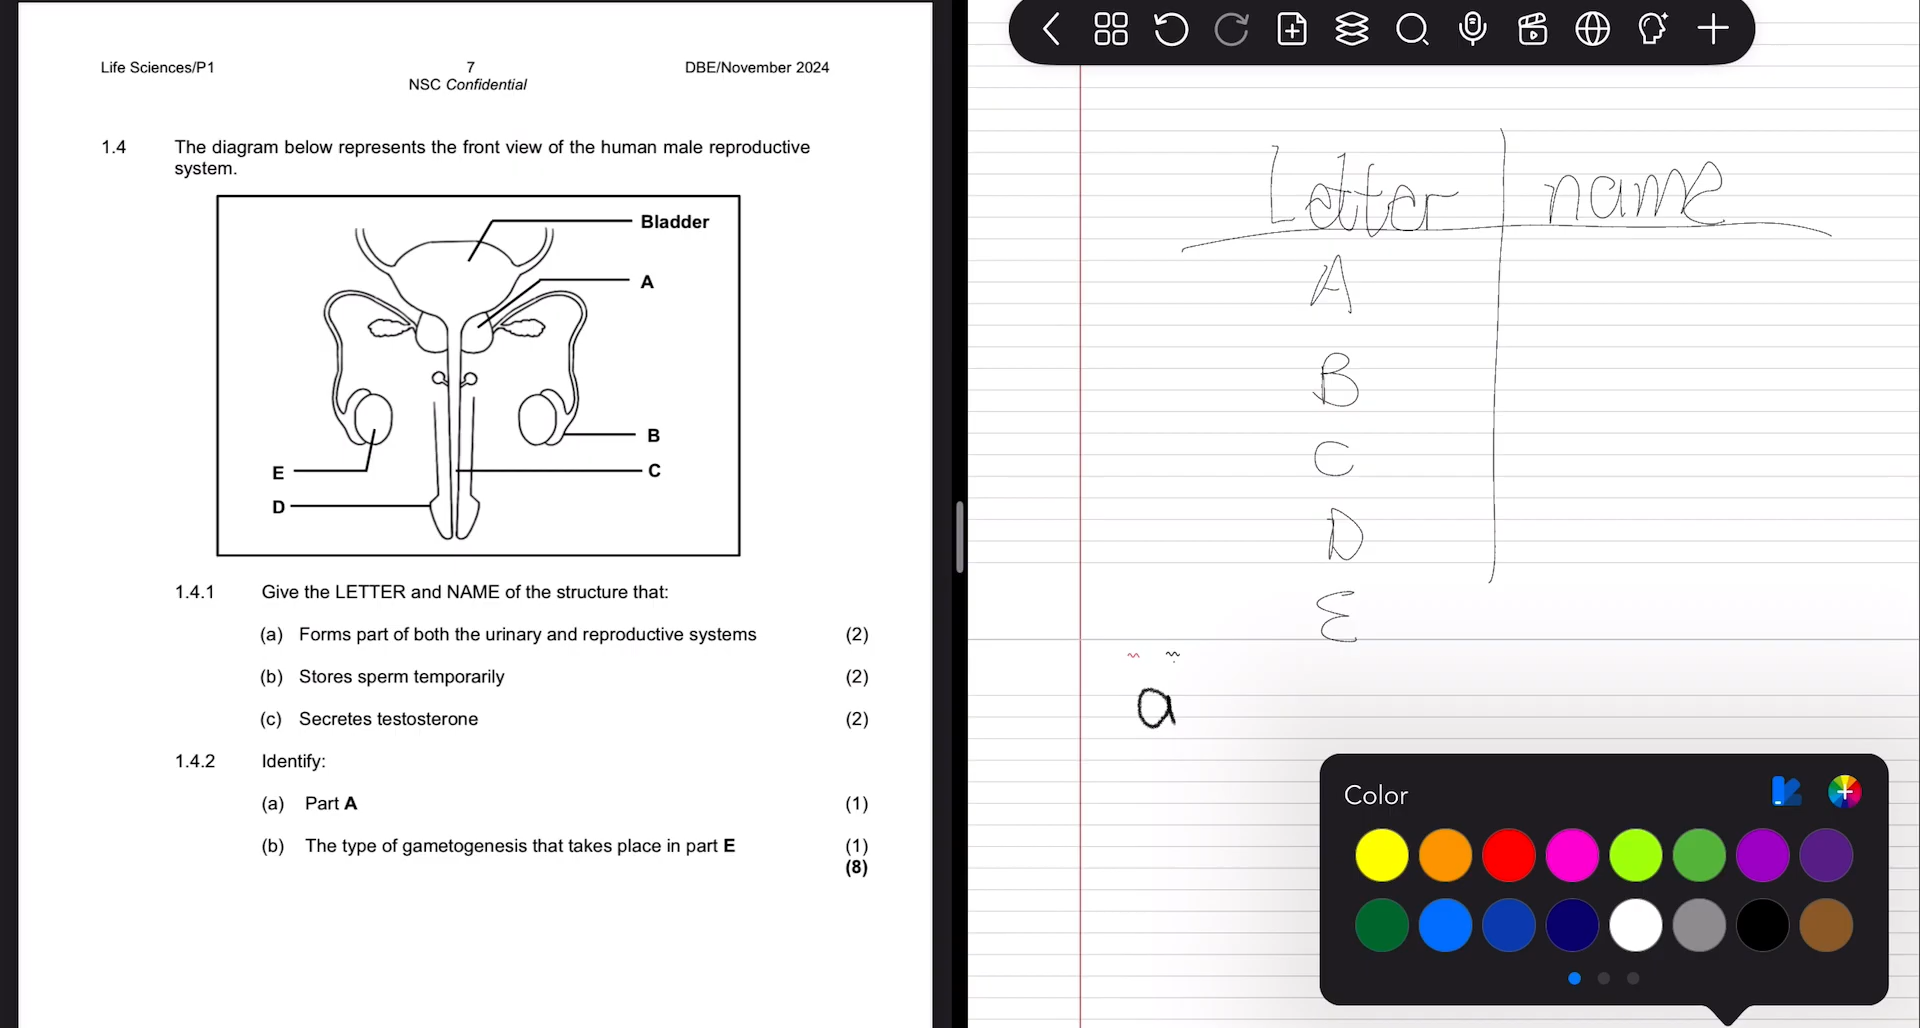 Life Sciences/P1 7 DBE/November 2024
NSC Confidential
1.4 The diagram below represents the front view of the human male reproductive
system.
Bladder
A
B
C
E
D
1.4.1 Give the LETTER and NAME of the structure that:
(a) Forms part of both the urinary and reproductive systems (2)
(b) Stores sperm temporarily (2)
(c) Secretes testosterone (2)
1.4.2 Identify:
(a) Part A (1)
(b) The type of gametogenesis that takes place in part E (1)
(8)
Letter name
A
B
C
D
E
a
Color